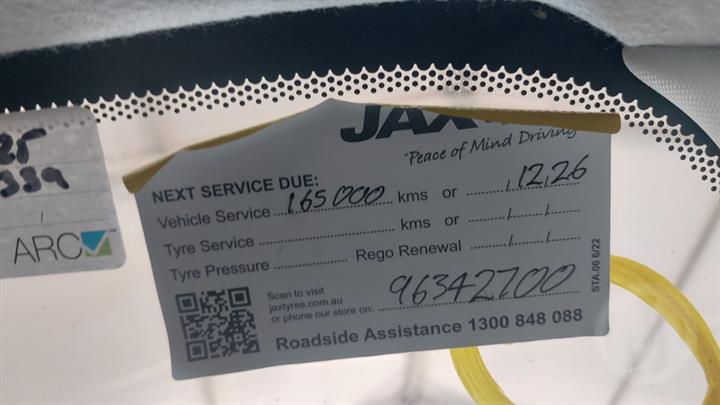 25
339
ARC
JAX
"Peace of Mind Driving"
NEXT SERVICE DUE:
Vehicle Service 165000 kms or / 12 / 26
Tyre Service ............ kms or ..../..../....
Tyre Pressure ............ Rego Renewal ..../..../....
Scan to visit
jaxtyres.com.au
or phone our store on: 96342700
Roadside Assistance 1300 848 088
STA.06 6/22